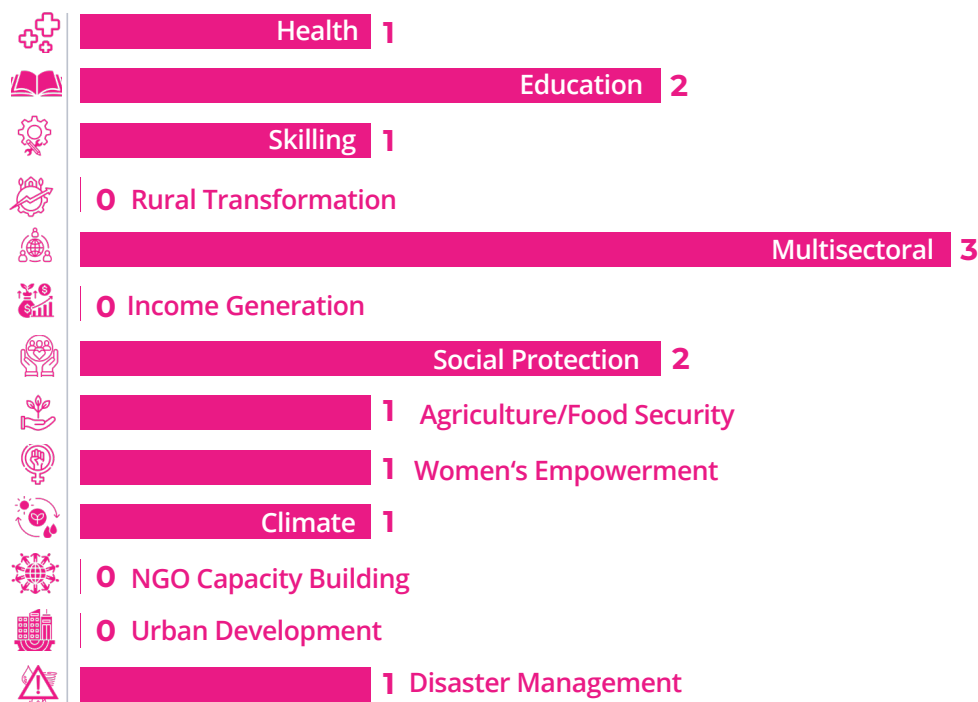 Health 1
Education 2
Skilling 1
0 Rural Transformation
Multisectoral 3
0 Income Generation
Social Protection 2
1 Agriculture/Food Security
1 Women‘s Empowerment
Climate 1
0 NGO Capacity Building
0 Urban Development
1 Disaster Management